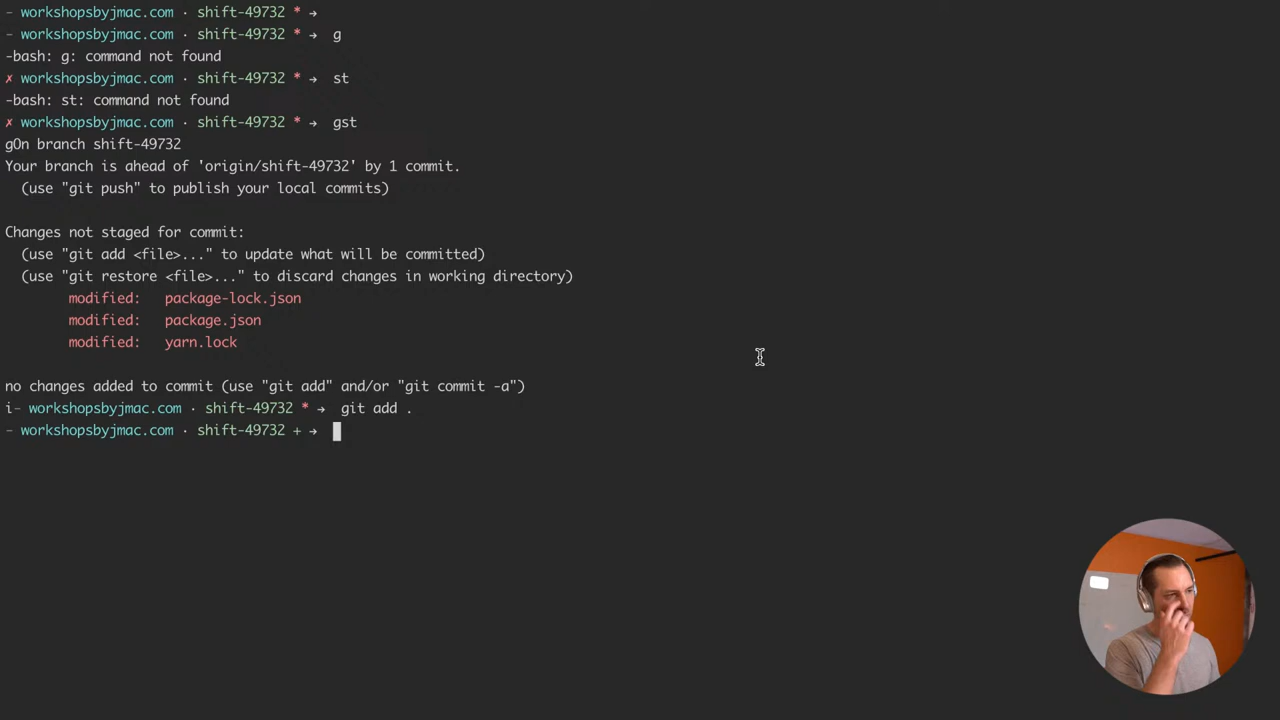 - workshopsbyjmac.com · shift-49732 * →
- workshopsbyjmac.com · shift-49732 * → g
-bash: g: command not found
✗ workshopsbyjmac.com · shift-49732 * → st
-bash: st: command not found
✗ workshopsbyjmac.com · shift-49732 * → gst
gOn branch shift-49732
Your branch is ahead of 'origin/shift-49732' by 1 commit.
(use "git push" to publish your local commits)
Changes not staged for commit:
(use "git add <file>..." to update what will be committed)
(use "git restore <file>..." to discard changes in working directory)
modified: package-lock.json
modified: package.json
modified: yarn.lock
no changes added to commit (use "git add" and/or "git commit -a")
i- workshopsbyjmac.com · shift-49732 * → git add .
- workshopsbyjmac.com · shift-49732 + →